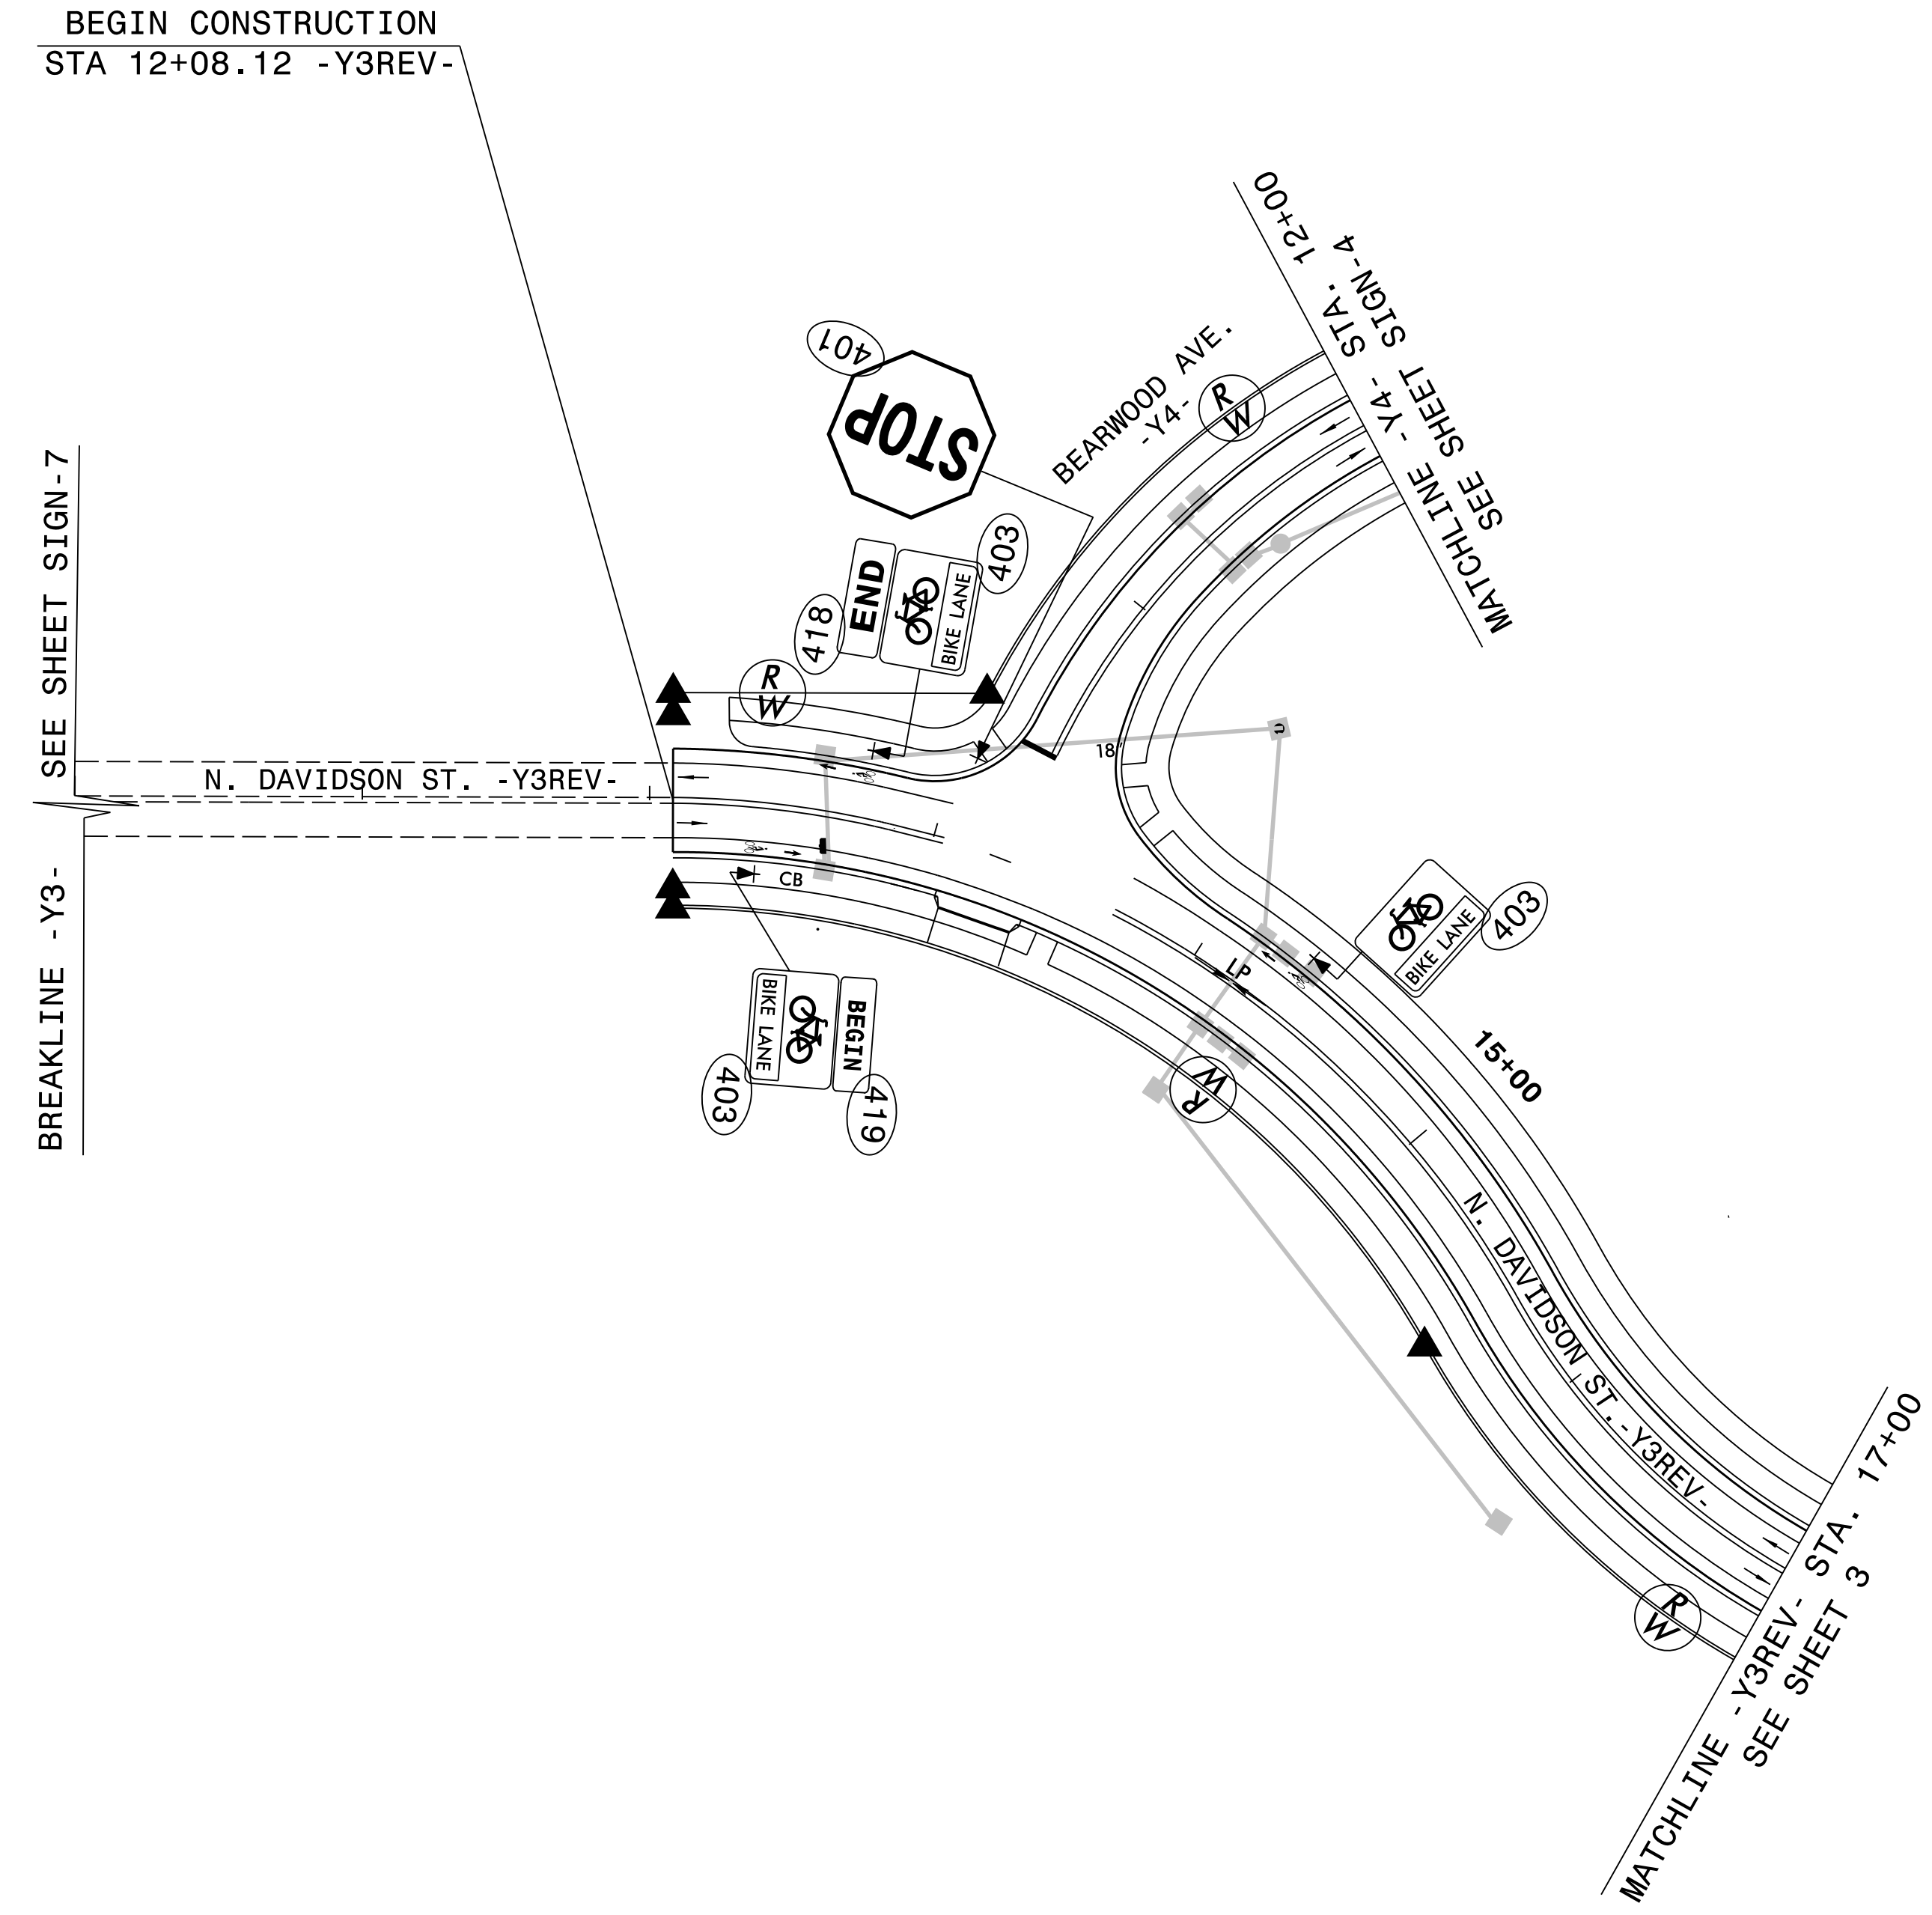 BEGIN CONSTRUCTION
STA 12+08.12 -Y3REV-
MATCHLINE -Y4- STA. 12+00
SEE SHEET SIGN-4
401
STOP
BEARWOOD AVE.
-Y4-
R
W
SEE SHEET SIGN-7
BREAKLINE -Y3-
418
END
BIKE LANE
403
R
W
N. DAVIDSON ST. -Y3REV-
18'
CB
BEGIN
BIKE LANE
403
419
LP
BIKE LANE
403
15+00
R
W
N. DAVIDSON ST.-Y3REV-
R
W
MATCHLINE -Y3REV- STA. 17+00
SEE SHEET 3